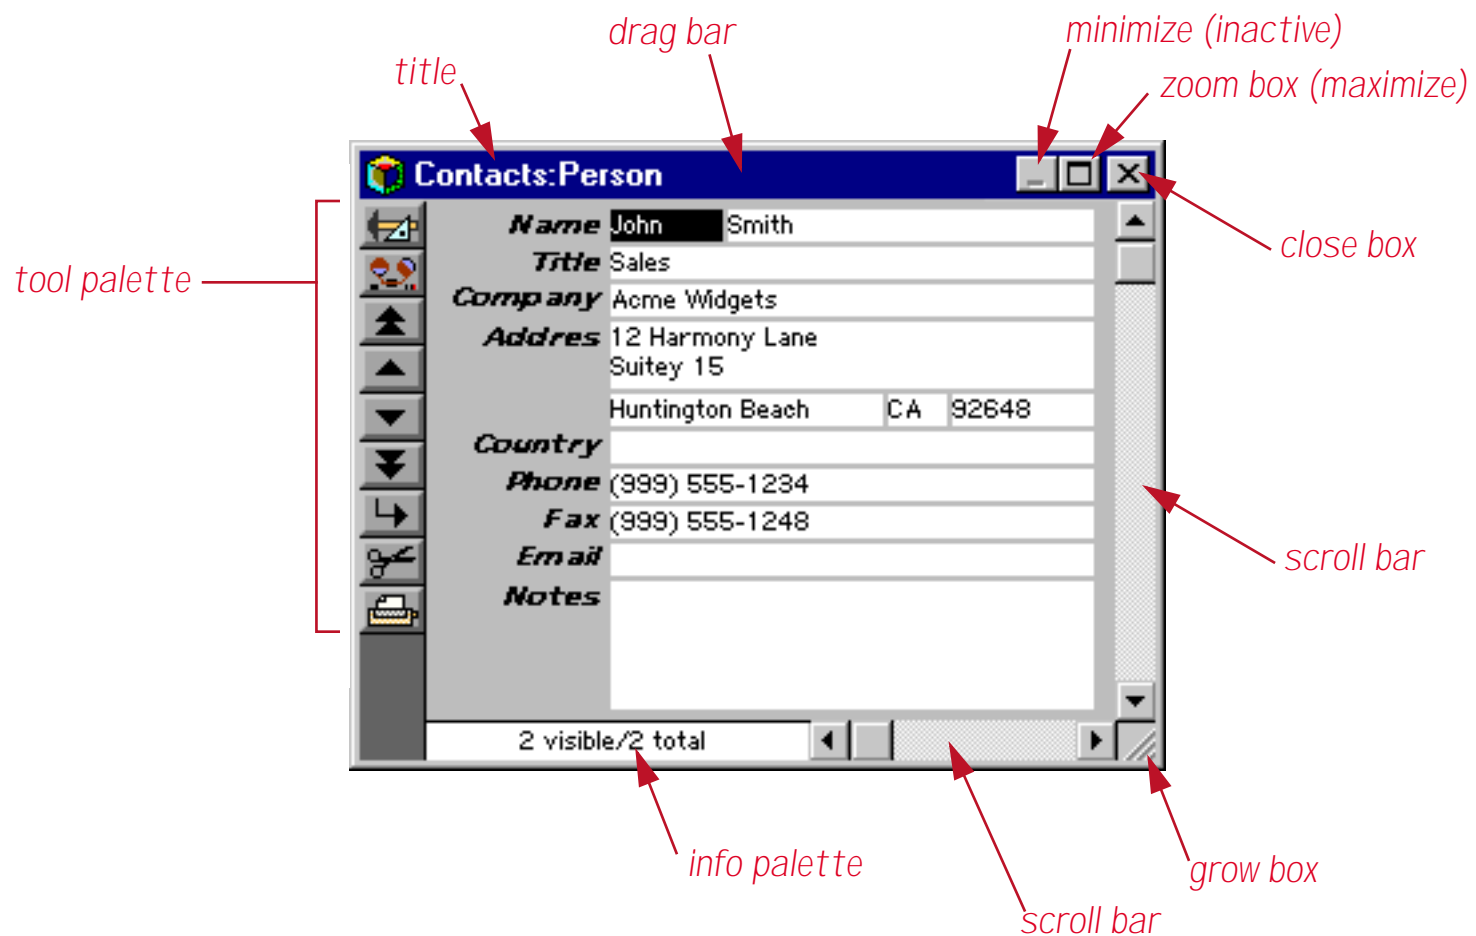 drag bar
minimize (inactive)
title
zoom box (maximize)
Contacts:Person
Name John Smith
close box
Title Sales
tool palette
Company Acme Widgets
Addres 12 Harmony Lane
Suitey 15
Huntington Beach CA 92648
Country
Phone (999) 555-1234
Fax (999) 555-1248
Email
scroll bar
Notes
2 visible/2 total
info palette
grow box
scroll bar